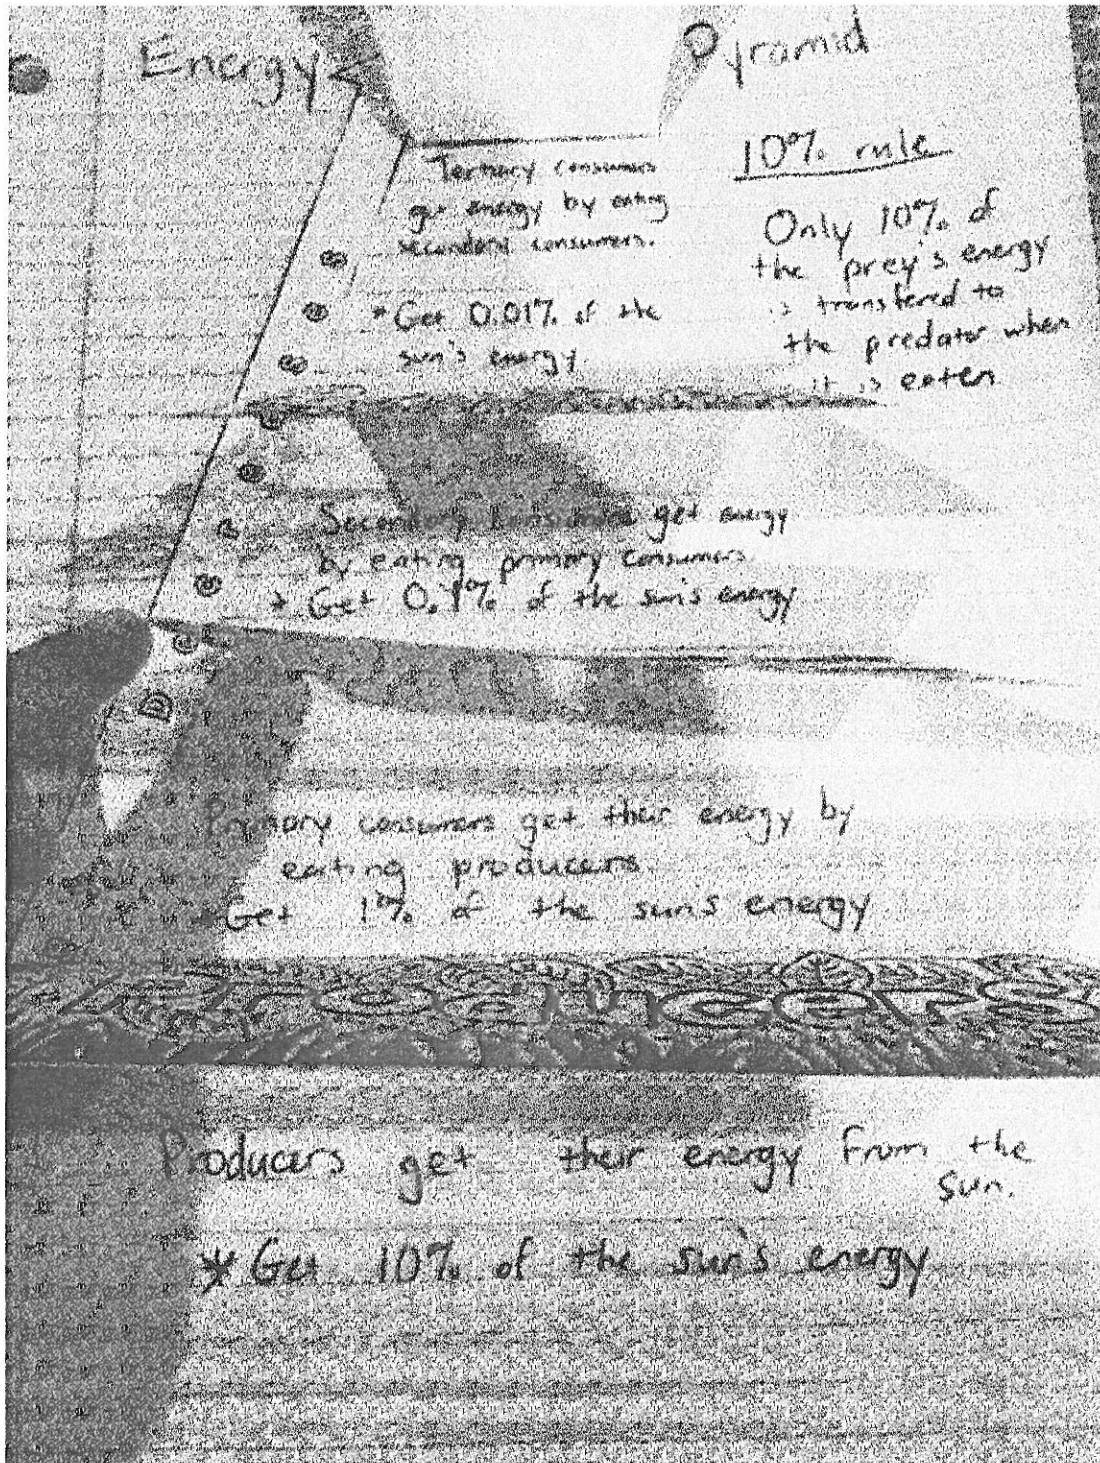 Energy Pyramid
Tertiary consumers
get energy by eating
secondary consumers.
*Get 0.01% of the
sun's energy
10% rule
Only 10% of
the prey's energy
is transfered to
the predator when
it is eaten
Secondary consumers get energy
by eating primary consumers.
* Get 0.1% of the sun's energy
Primary consumers get their energy by
eating producers.
*Get 1% of the sun's energy
Producers get their energy from the
sun.
*Get 10% of the sun's energy